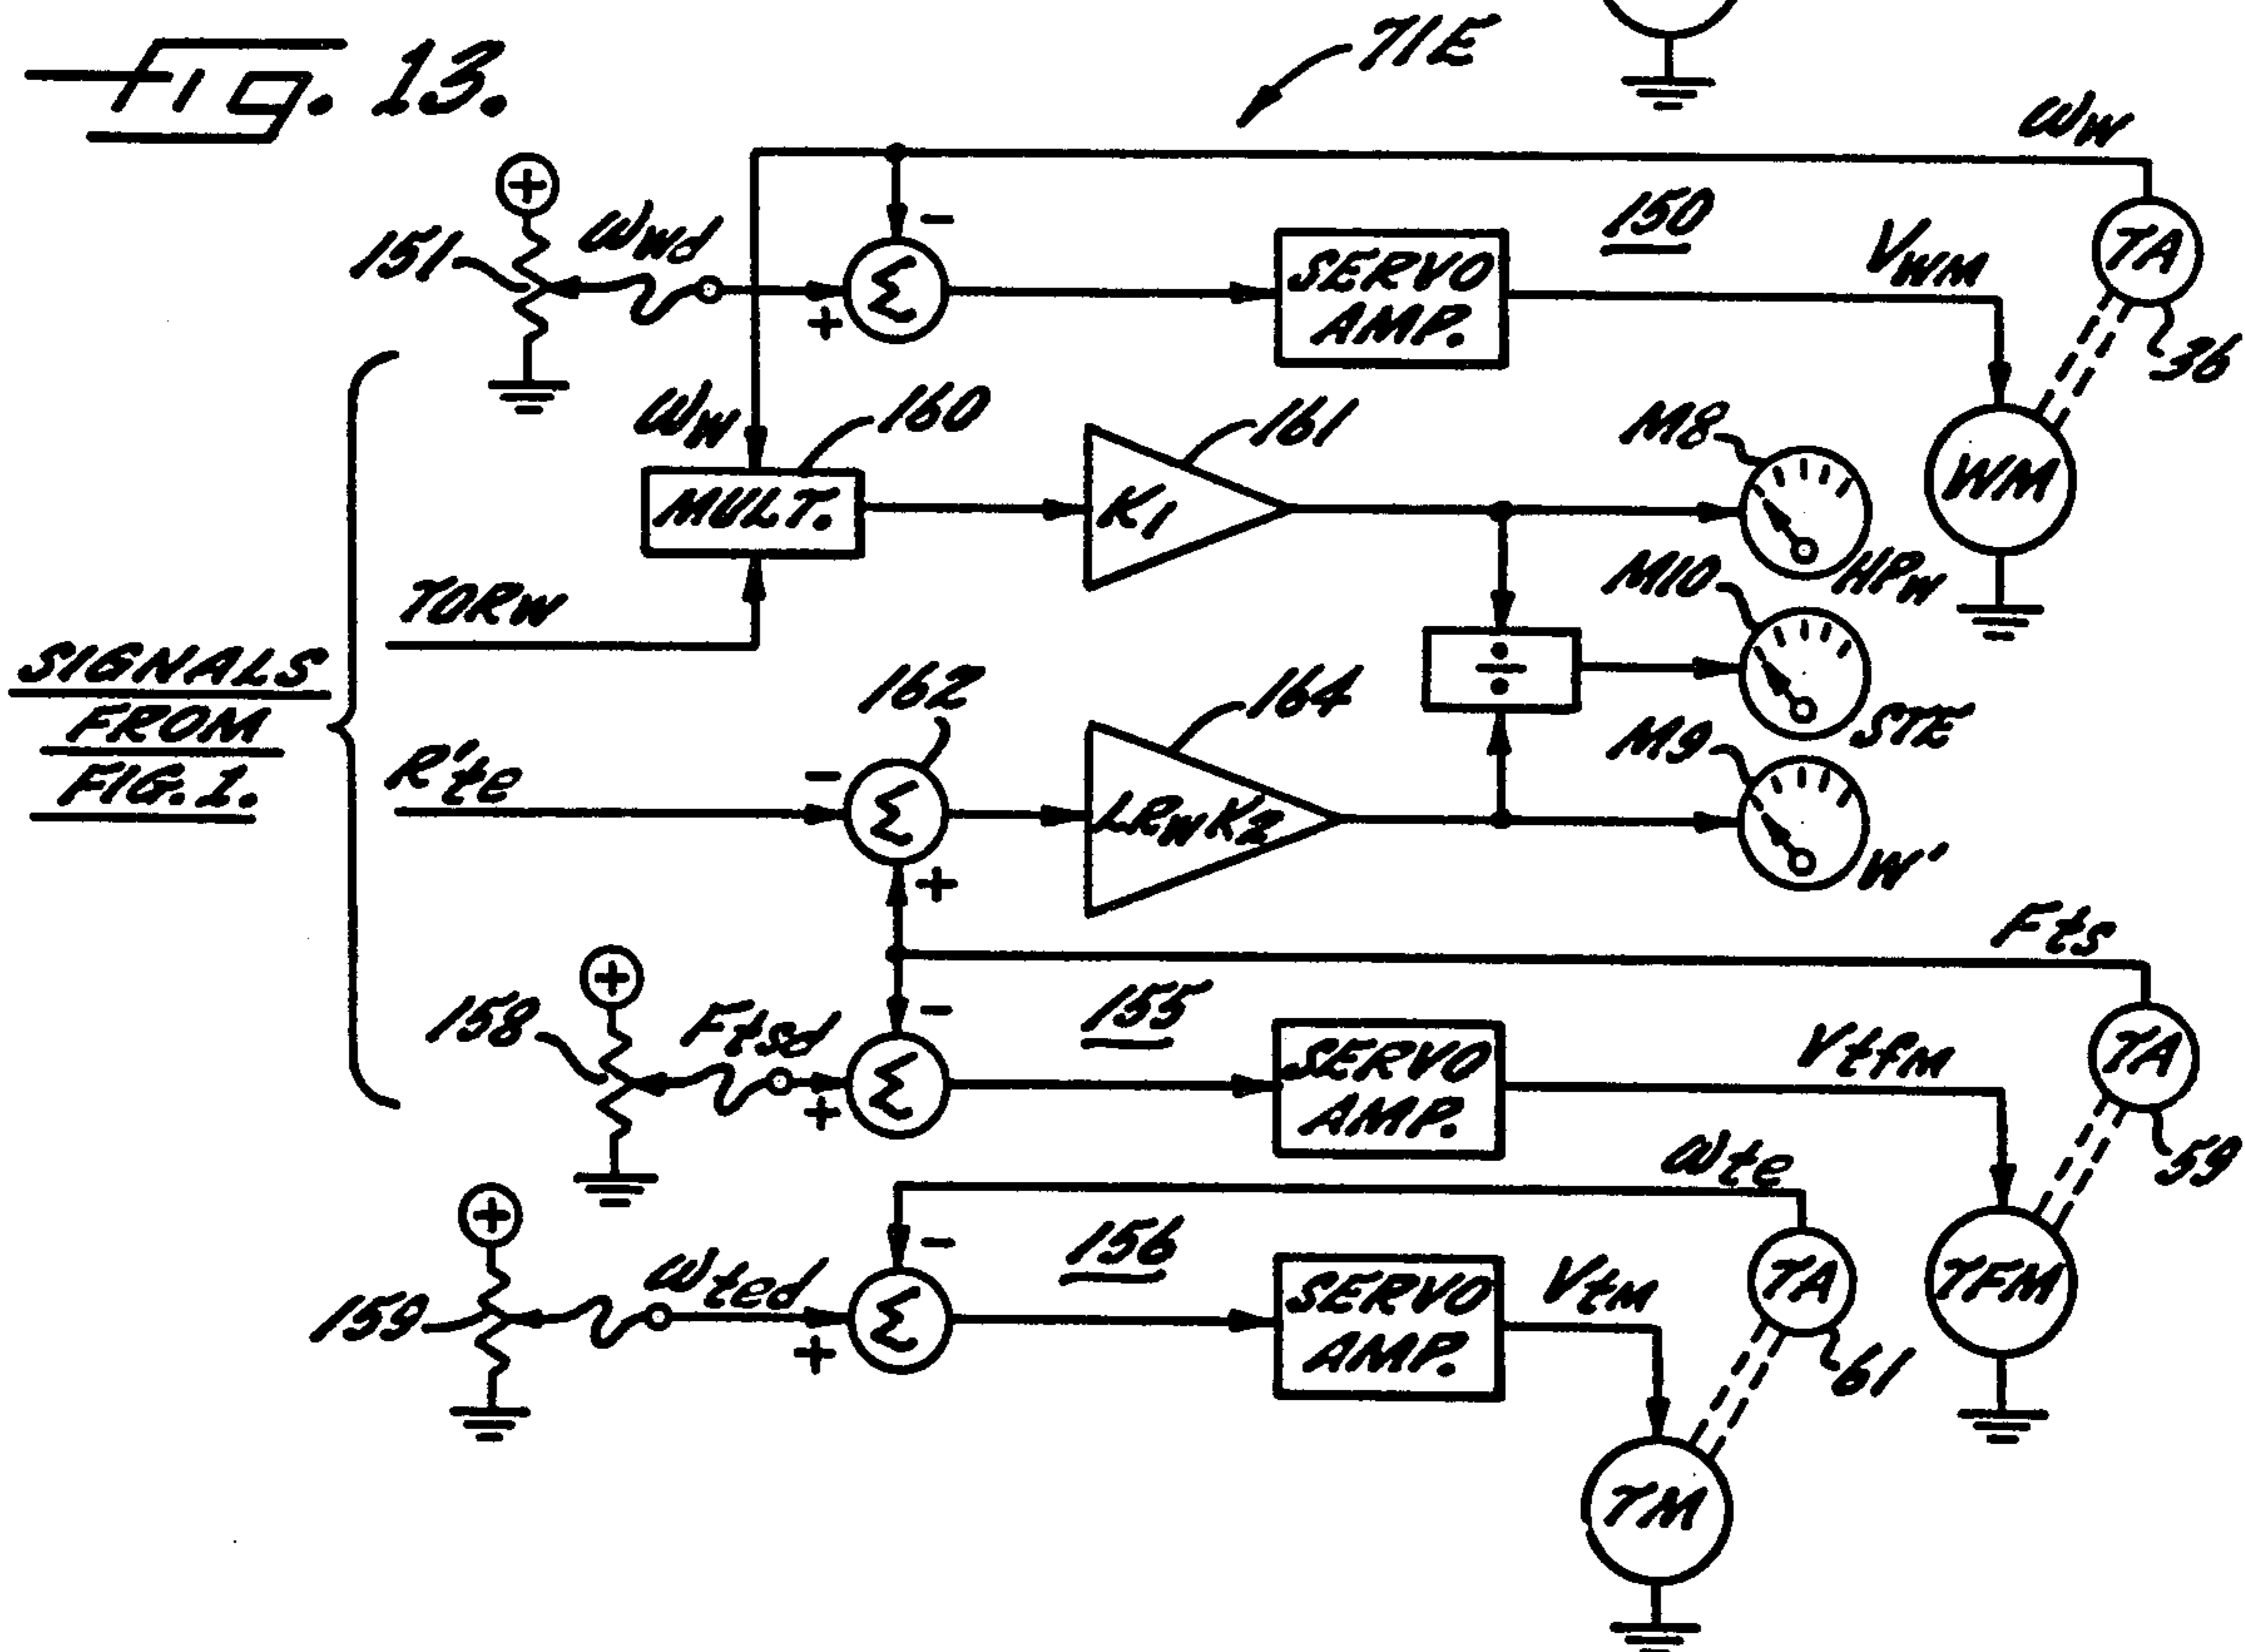 Fig. 13.
71E
ωw
+
151
ωwd
-
+
Σ
SERVO
AMP.
150
VWM
TA
36
ωw
160
MULT.
161
K1
M8
HPW
WM
TORW
M10
÷
STE
SIGNALS
FROM
FIG. 1.
R'te
162
-
Σ
+
164
LRWK2
M9
W'
Fts
+
158
Ftsd
-
+
Σ
155
SERVO
AMP.
Vtfm
TA
59
TFM
ωte
+
159
ωted
-
+
Σ
156
SERVO
AMP.
Vtm
TA
61
TM